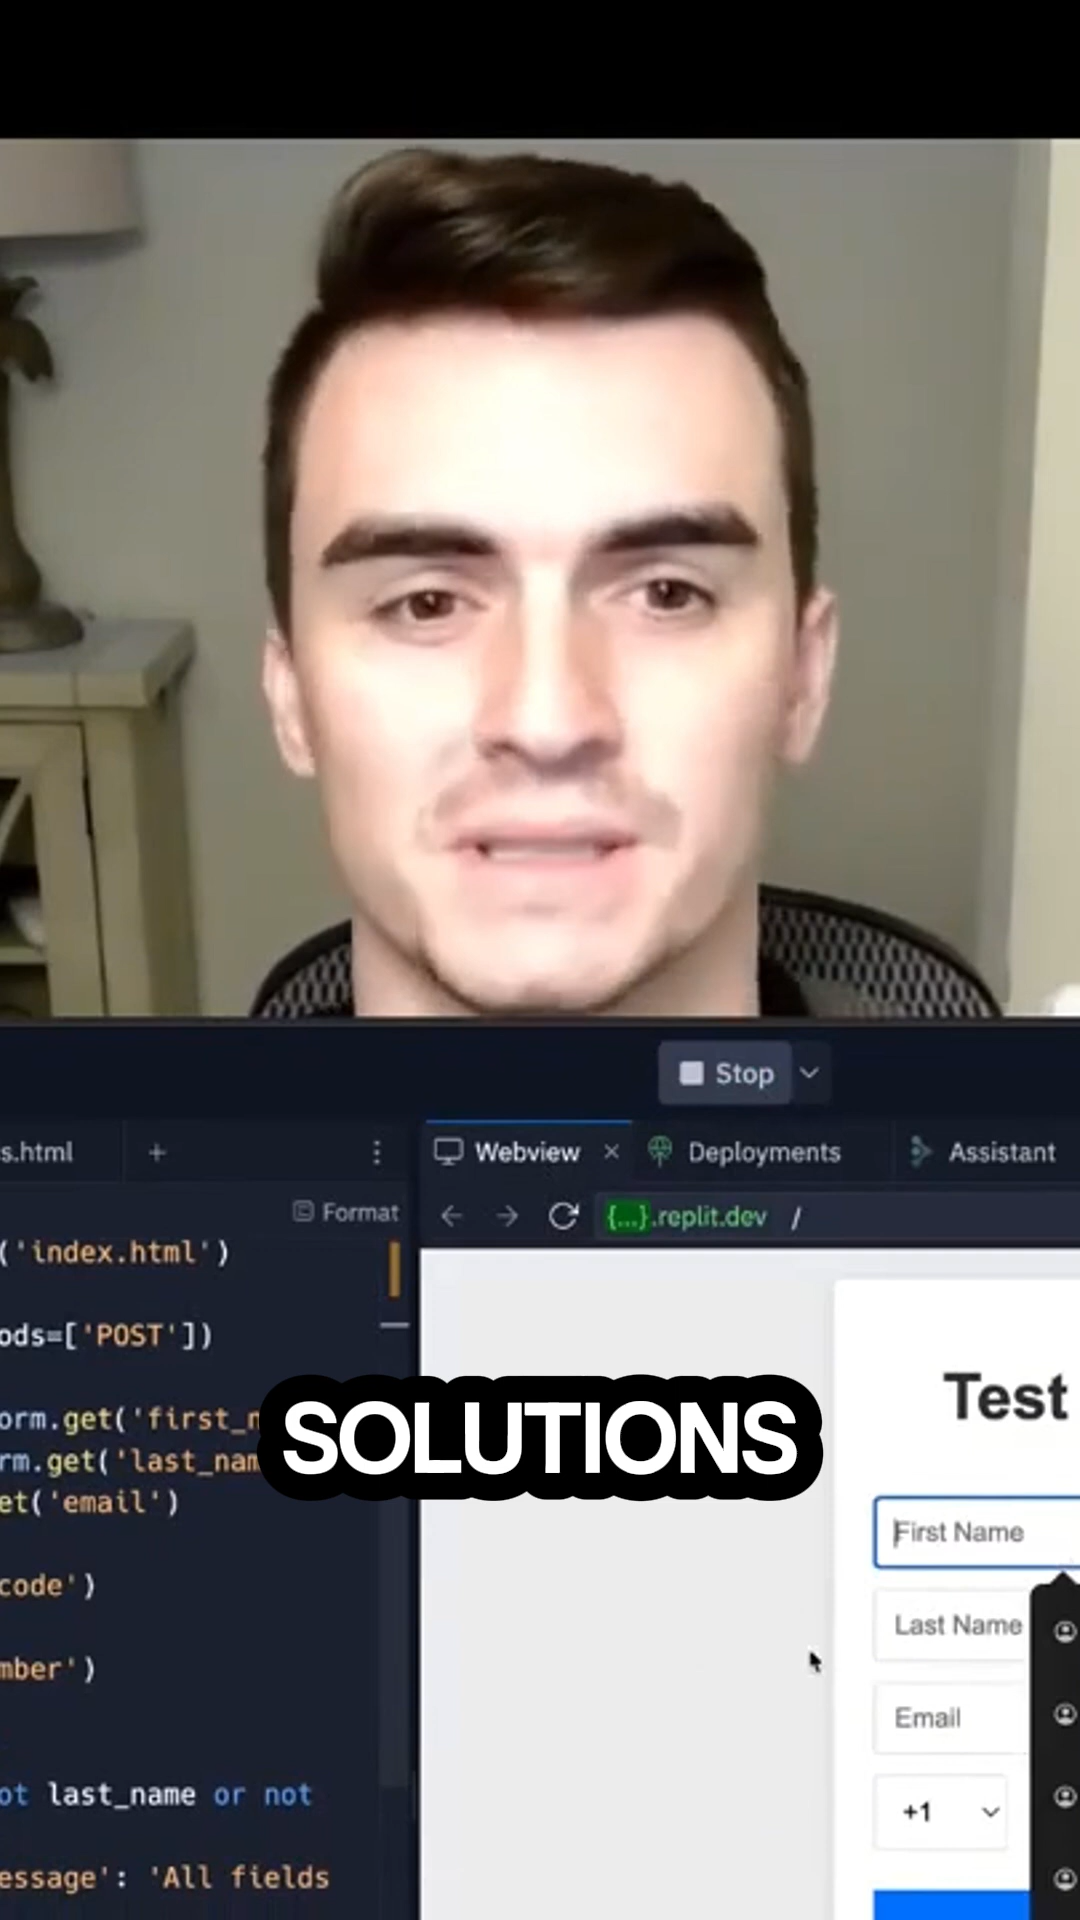 Stop
s.html
+
Webview
Deployments
Assistant
Format
{...}.replit.dev /
('index.html')
ods=['POST'])
orm.get('first_n
rm.get('last_nam
et('email')
code')
mber')
ot last_name or not
essage': 'All fields
SOLUTIONS
Test
First Name
Last Name
Email
+1